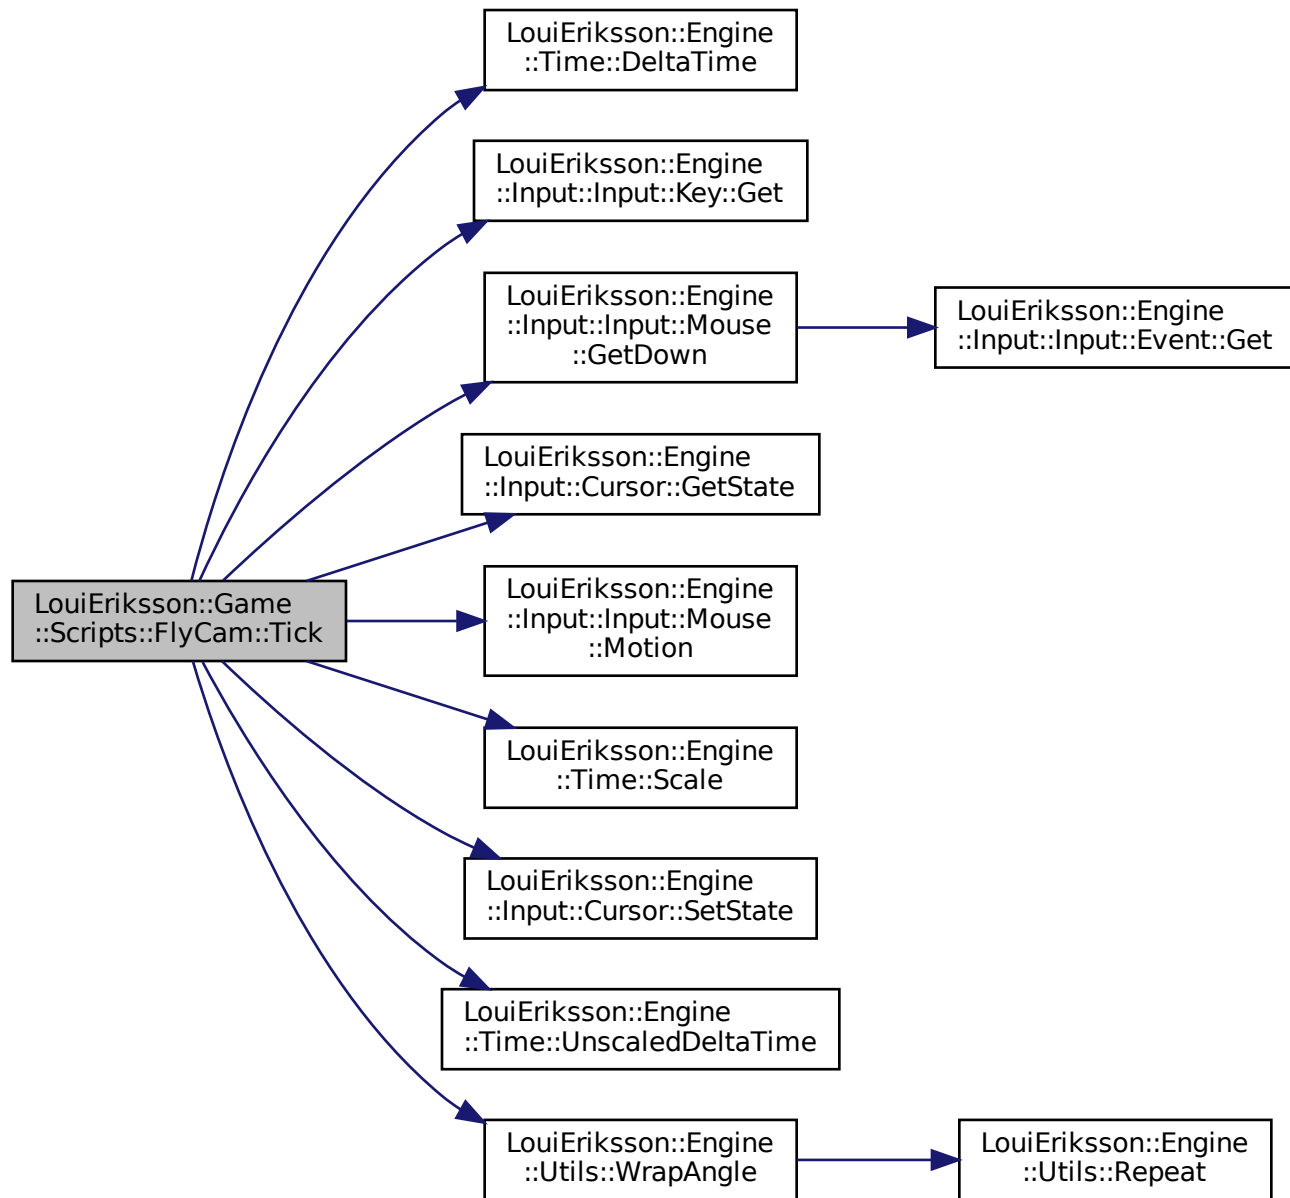 LouiEriksson::Engine
::Time::DeltaTime
LouiEriksson::Engine
::Input::Input::Key::Get
LouiEriksson::Engine
::Input::Input::Mouse
::GetDown
LouiEriksson::Engine
::Input::Input::Event::Get
LouiEriksson::Engine
::Input::Cursor::GetState
LouiEriksson::Game
::Scripts::FlyCam::Tick
LouiEriksson::Engine
::Input::Input::Mouse
::Motion
LouiEriksson::Engine
::Time::Scale
LouiEriksson::Engine
::Input::Cursor::SetState
LouiEriksson::Engine
::Time::UnscaledDeltaTime
LouiEriksson::Engine
::Utils::WrapAngle
LouiEriksson::Engine
::Utils::Repeat